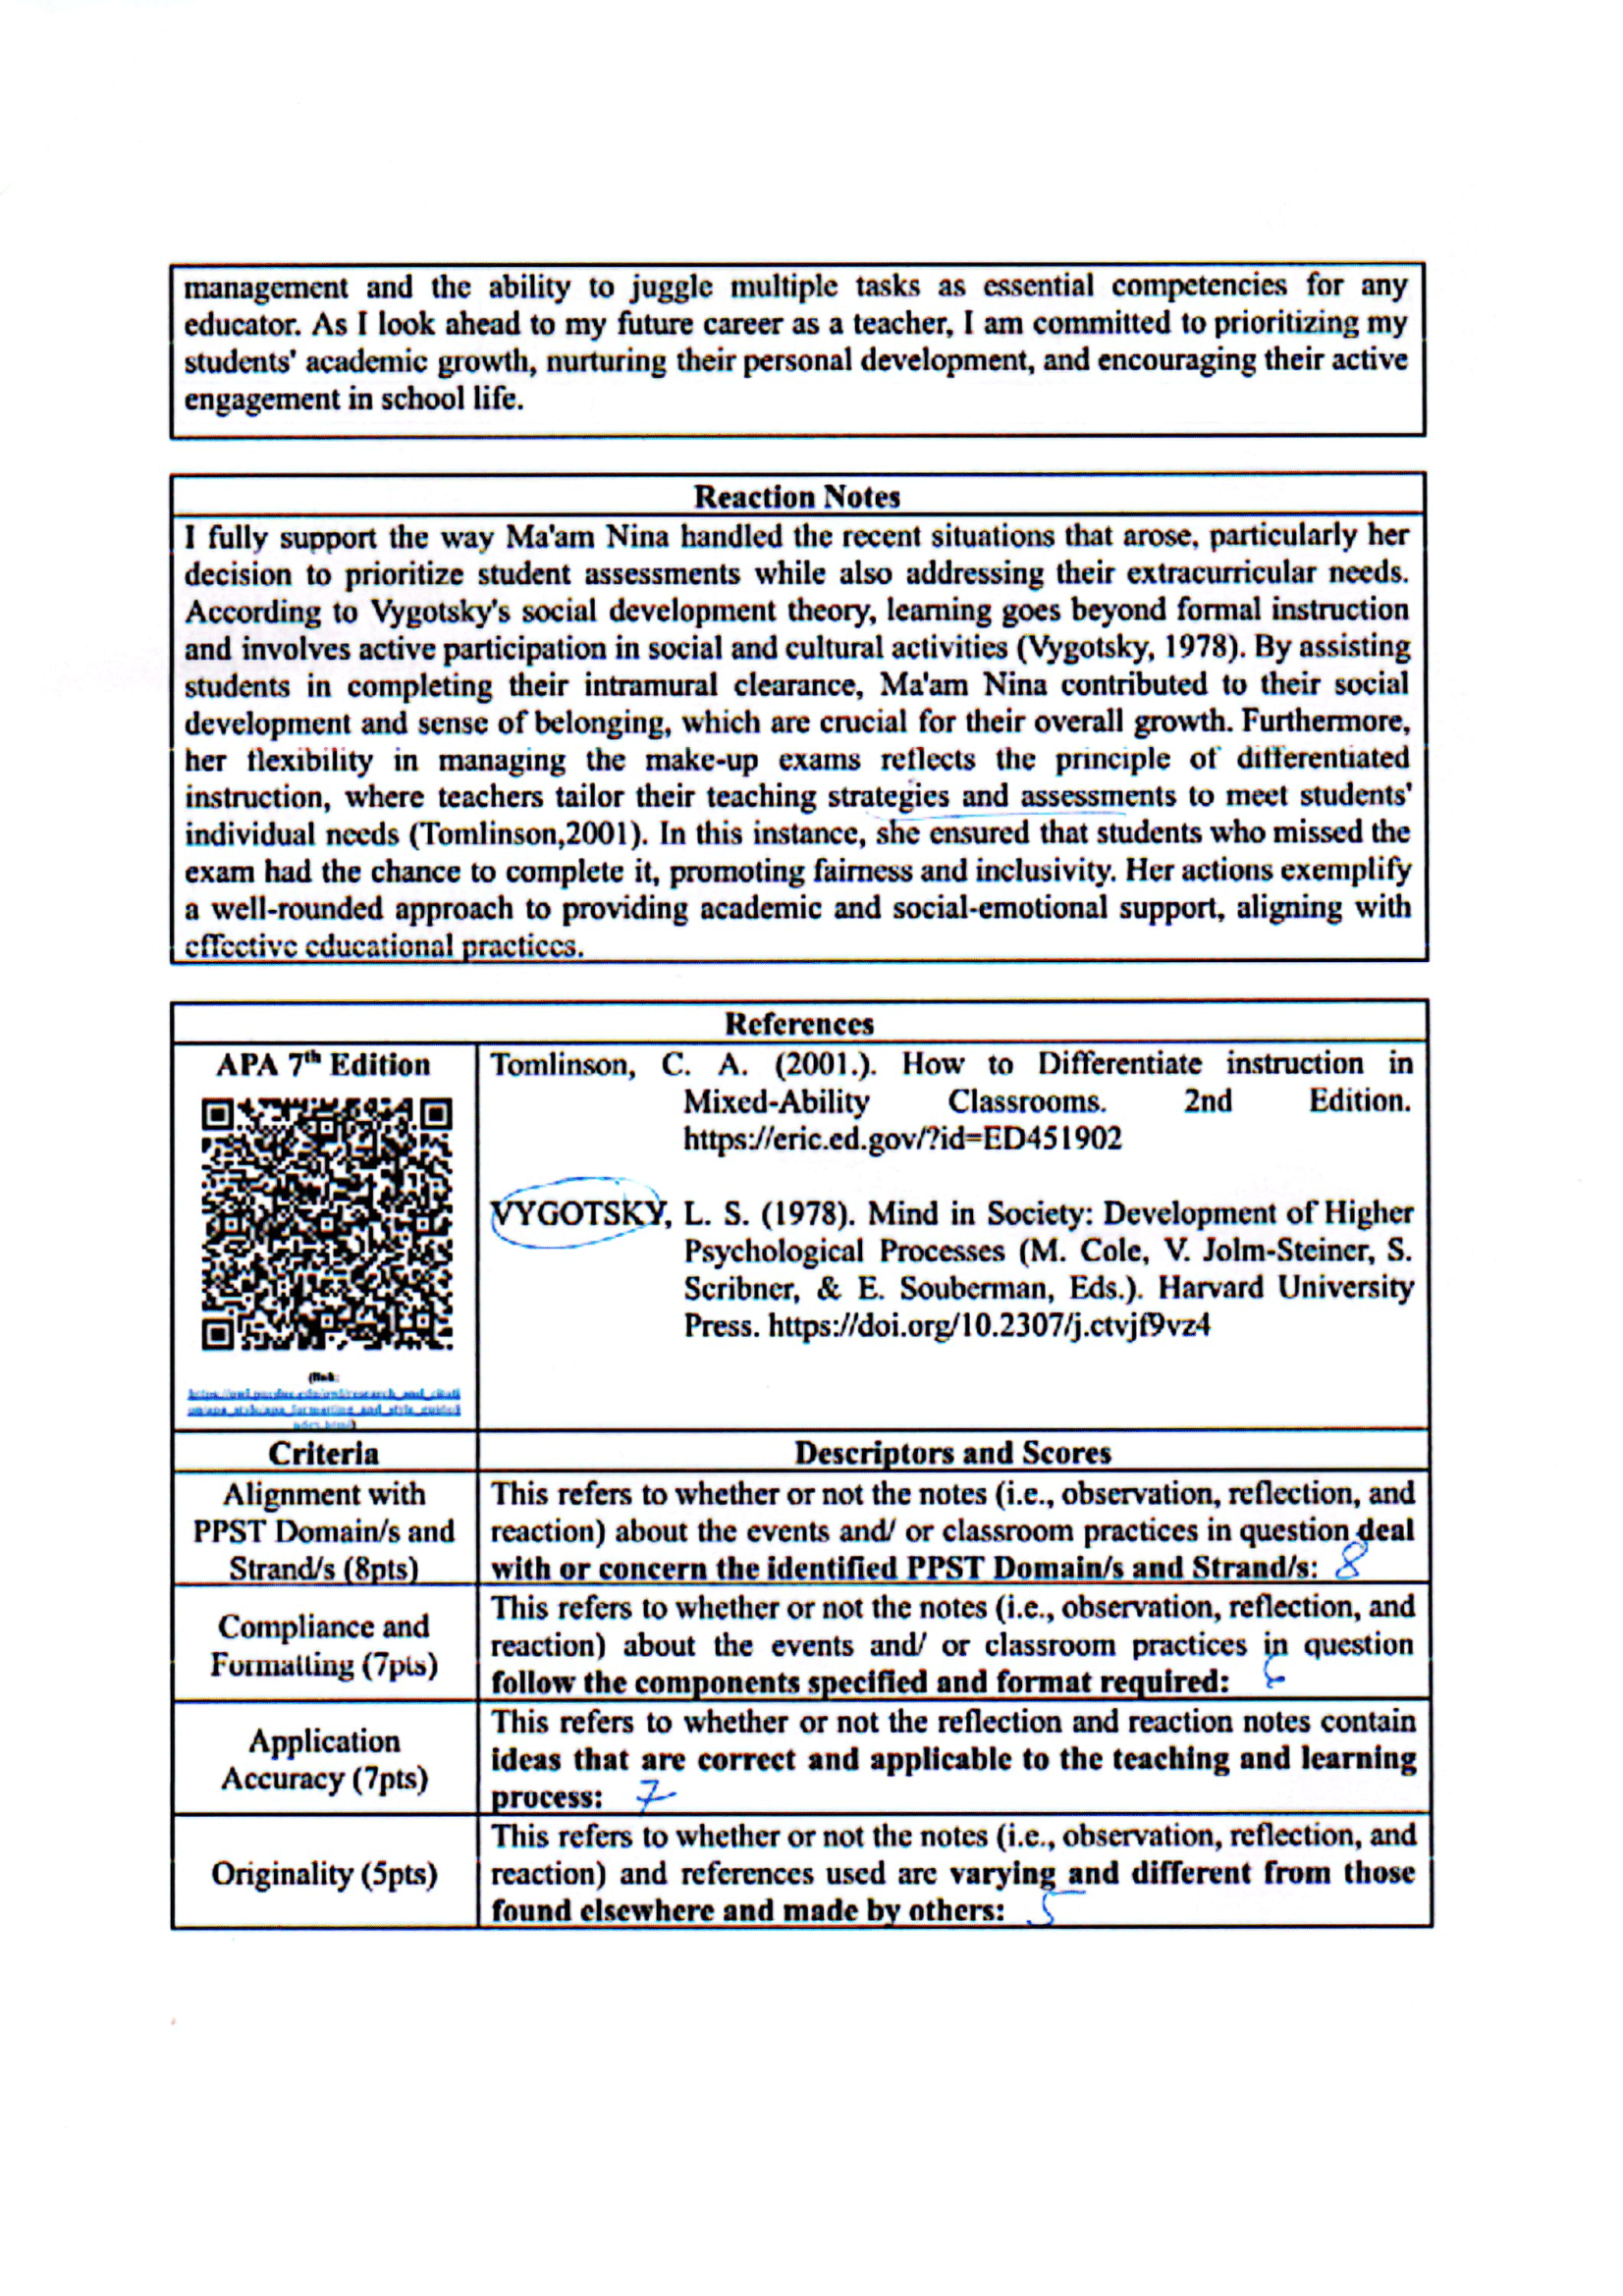 management and the ability to juggle multiple tasks as essential competencies for any
educator. As I look ahead to my future career as a teacher, I am committed to prioritizing my
students' academic growth, nurturing their personal development, and encouraging their active
engagement in school life.
Reaction Notes
I fully support the way Ma'am Nina handled the recent situations that arose, particularly her
decision to prioritize student assessments while also addressing their extracurricular needs.
According to Vygotsky's social development theory, learning goes beyond formal instruction
and involves active participation in social and cultural activities (Vygotsky, 1978). By assisting
students in completing their intramural clearance, Ma'am Nina contributed to their social
development and sense of belonging, which are crucial for their overall growth. Furthermore,
her flexibility in managing the make-up exams reflects the principle of differentiated
instruction, where teachers tailor their teaching strategies and assessments to meet students'
individual needs (Tomlinson,2001). In this instance, she ensured that students who missed the
exam had the chance to complete it, promoting fairness and inclusivity. Her actions exemplify
a well-rounded approach to providing academic and social-emotional support, aligning with
effective educational practices.
References
APA 7th Edition
(link:
https://owl.purdue.edu/owl/research_and_citati
on/apa_style/apa_formatting_and_style_guide/i
ndex.html)
Tomlinson, C. A. (2001.). How to Differentiate instruction in
Mixed-Ability Classrooms. 2nd Edition.
https://eric.ed.gov/?id=ED451902
VYGOTSKY, L. S. (1978). Mind in Society: Development of Higher
Psychological Processes (M. Cole, V. Jolm-Steiner, S.
Scribner, & E. Souberman, Eds.). Harvard University
Press. https://doi.org/10.2307/j.ctvjf9vz4
Criteria
Descriptors and Scores
Alignment with
PPST Domain/s and
Strand/s (8pts)
This refers to whether or not the notes (i.e., observation, reflection, and
reaction) about the events and/ or classroom practices in question deal
with or concern the identified PPST Domain/s and Strand/s: 8
Compliance and
Formatting (7pts)
This refers to whether or not the notes (i.e., observation, reflection, and
reaction) about the events and/ or classroom practices in question
follow the components specified and format required: 6
Application
Accuracy (7pts)
This refers to whether or not the reflection and reaction notes contain
ideas that are correct and applicable to the teaching and learning
process: 7
Originality (5pts)
This refers to whether or not the notes (i.e., observation, reflection, and
reaction) and references used are varying and different from those
found elsewhere and made by others: 5